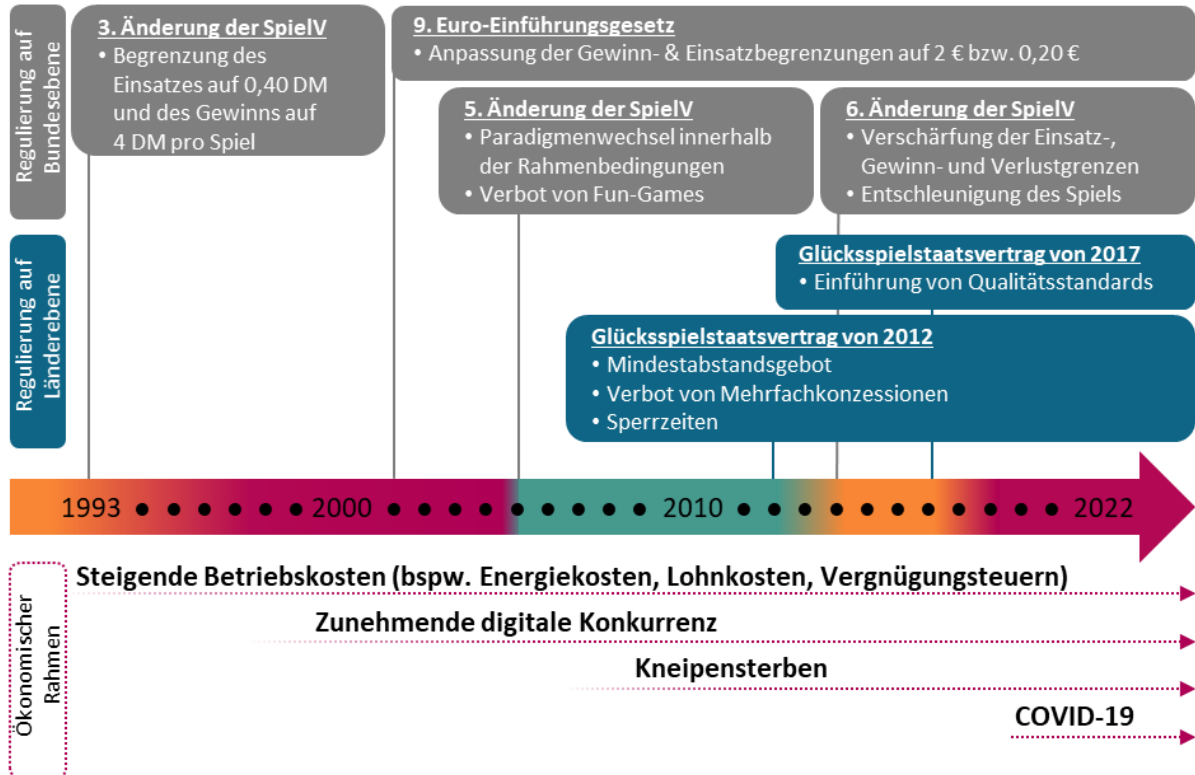 Regulierung auf
Bundesebene
3. Änderung der SpielV
• Begrenzung des
Einsatzes auf 0,40 DM
und des Gewinns auf
4 DM pro Spiel
9. Euro-Einführungsgesetz
• Anpassung der Gewinn- & Einsatzbegrenzungen auf 2 € bzw. 0,20 €
5. Änderung der SpielV
• Paradigmenwechsel innerhalb
der Rahmenbedingungen
• Verbot von Fun-Games
6. Änderung der SpielV
• Verschärfung der Einsatz-,
Gewinn- und Verlustgrenzen
• Entschleunigung des Spiels
Regulierung auf
Länderebene
Glücksspielstaatsvertrag von 2017
• Einführung von Qualitätsstandards
Glücksspielstaatsvertrag von 2012
• Mindestabstandsgebot
• Verbot von Mehrfachkonzessionen
• Sperrzeiten
1993 2000 2010 2022
Ökonomischer
Rahmen
Steigende Betriebskosten (bspw. Energiekosten, Lohnkosten, Vergnügungsteuern)
Zunehmende digitale Konkurrenz
Kneipensterben
COVID-19